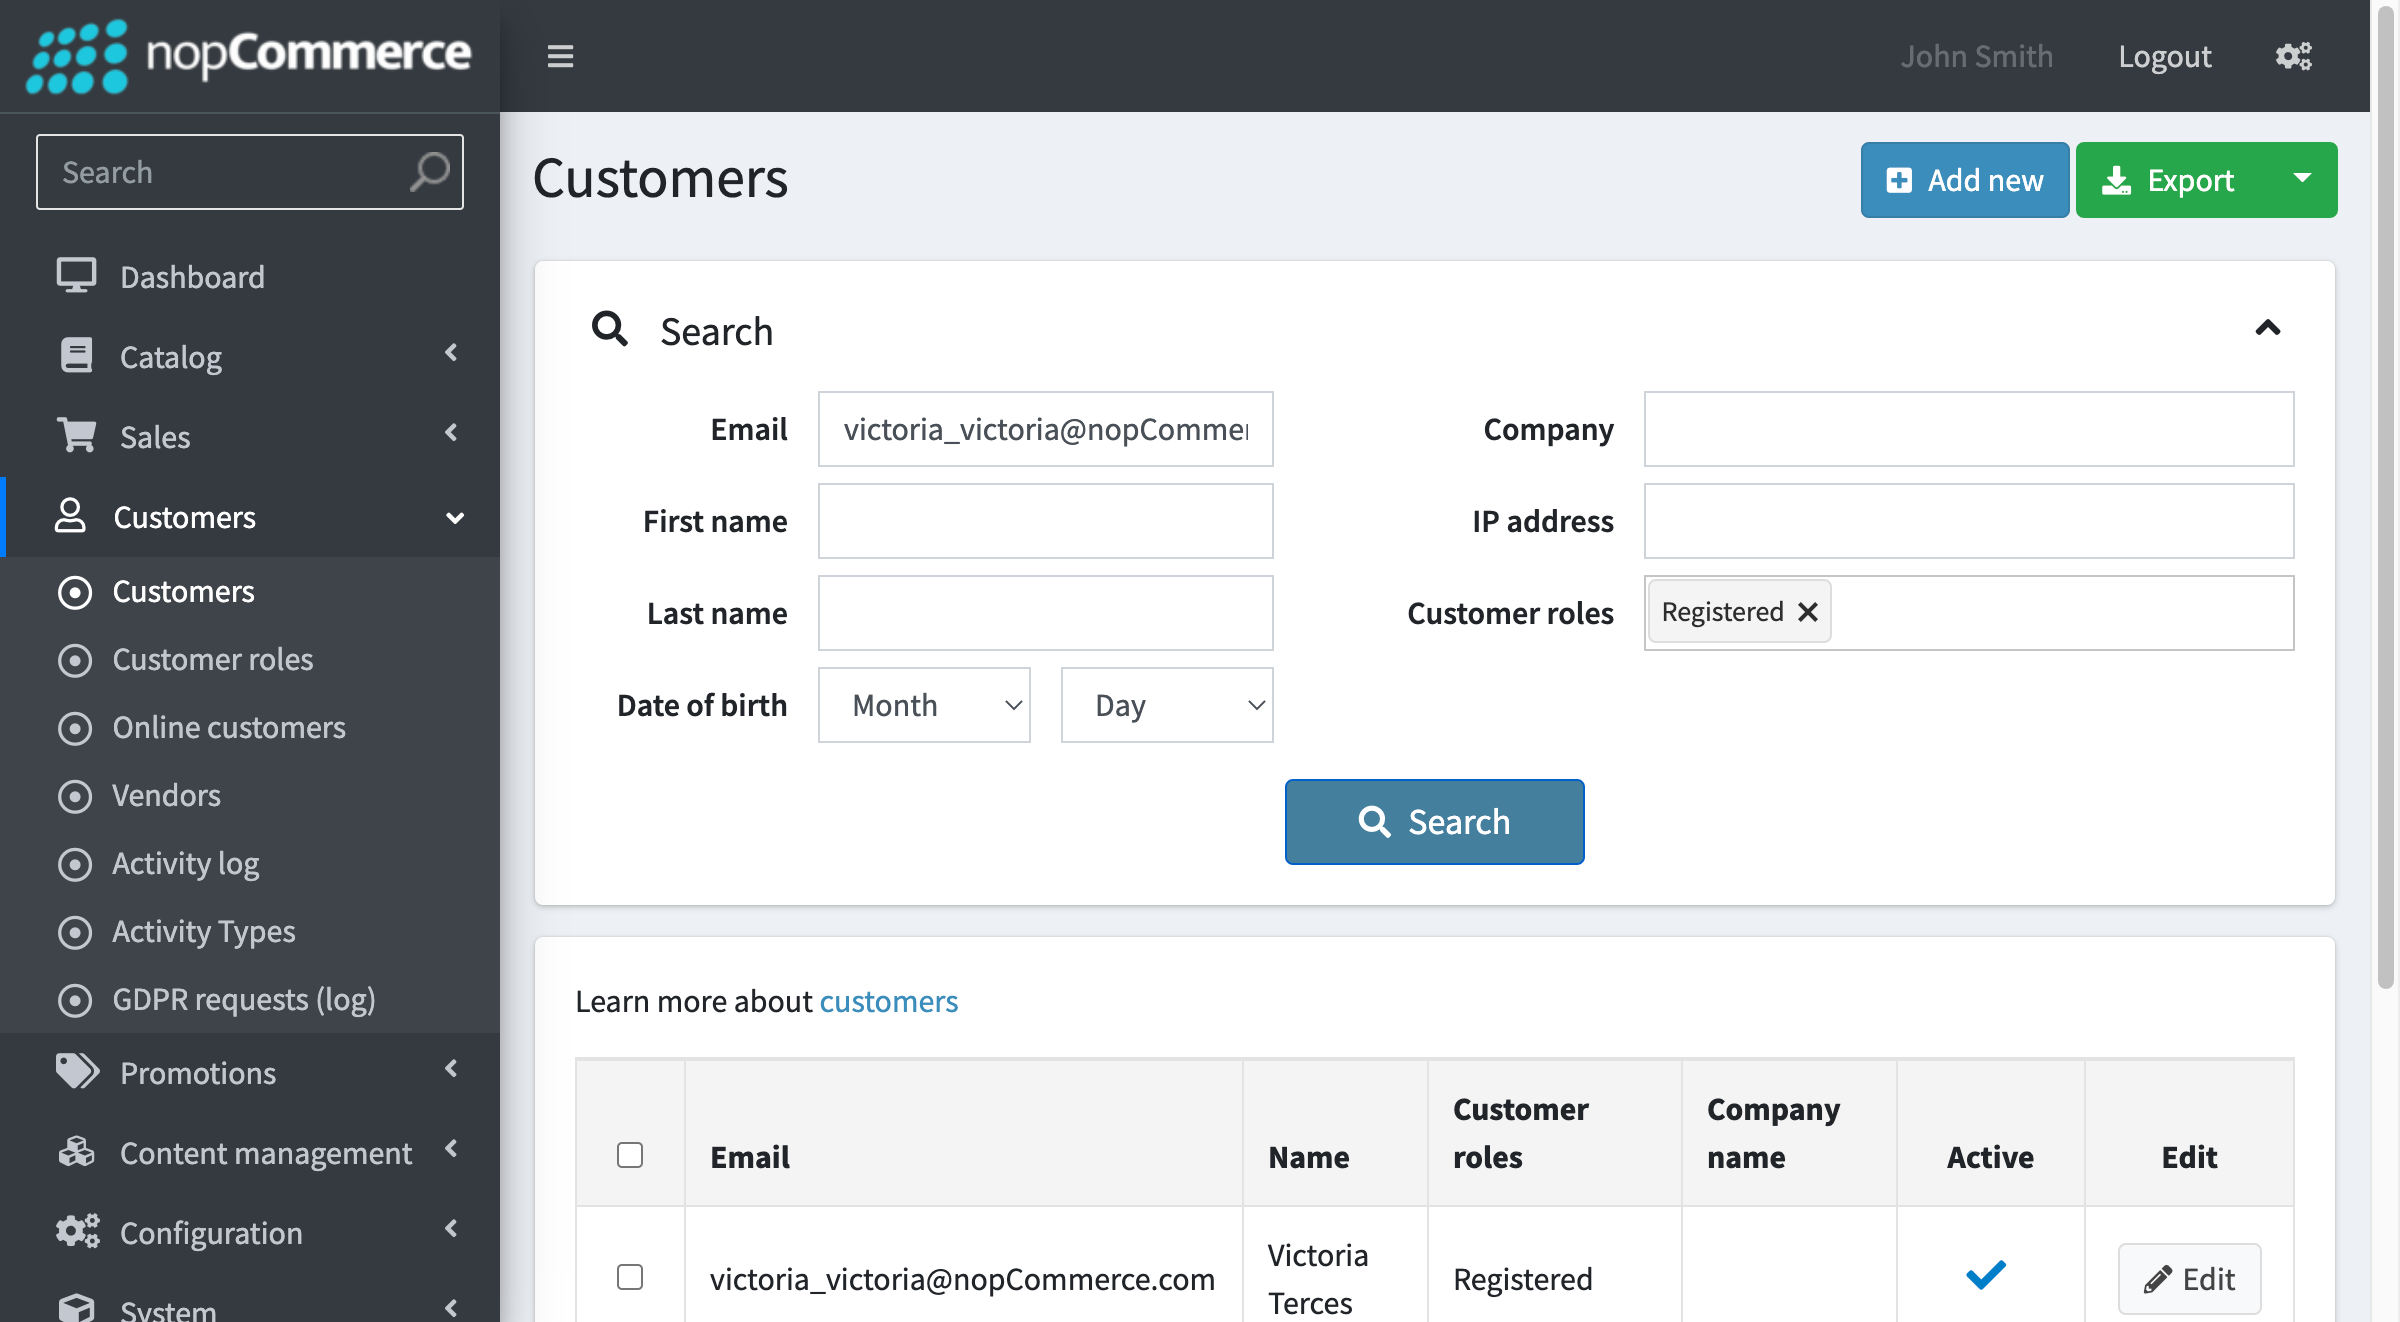 nopCommerce
John Smith
Logout
Search
Dashboard
Catalog
Sales
Customers
Customers
Customer roles
Online customers
Vendors
Activity log
Activity Types
GDPR requests (log)
Promotions
Content management
Configuration
System
Customers
Add new
Export
Search
Email
victoria_victoria@nopCommer
Company
First name
IP address
Last name
Customer roles
Registered
Date of birth
Month
Day
Search
Learn more about customers
Email
Name
Customer
roles
Company
name
Active
Edit
victoria_victoria@nopCommerce.com
Victoria
Terces
Registered
Edit